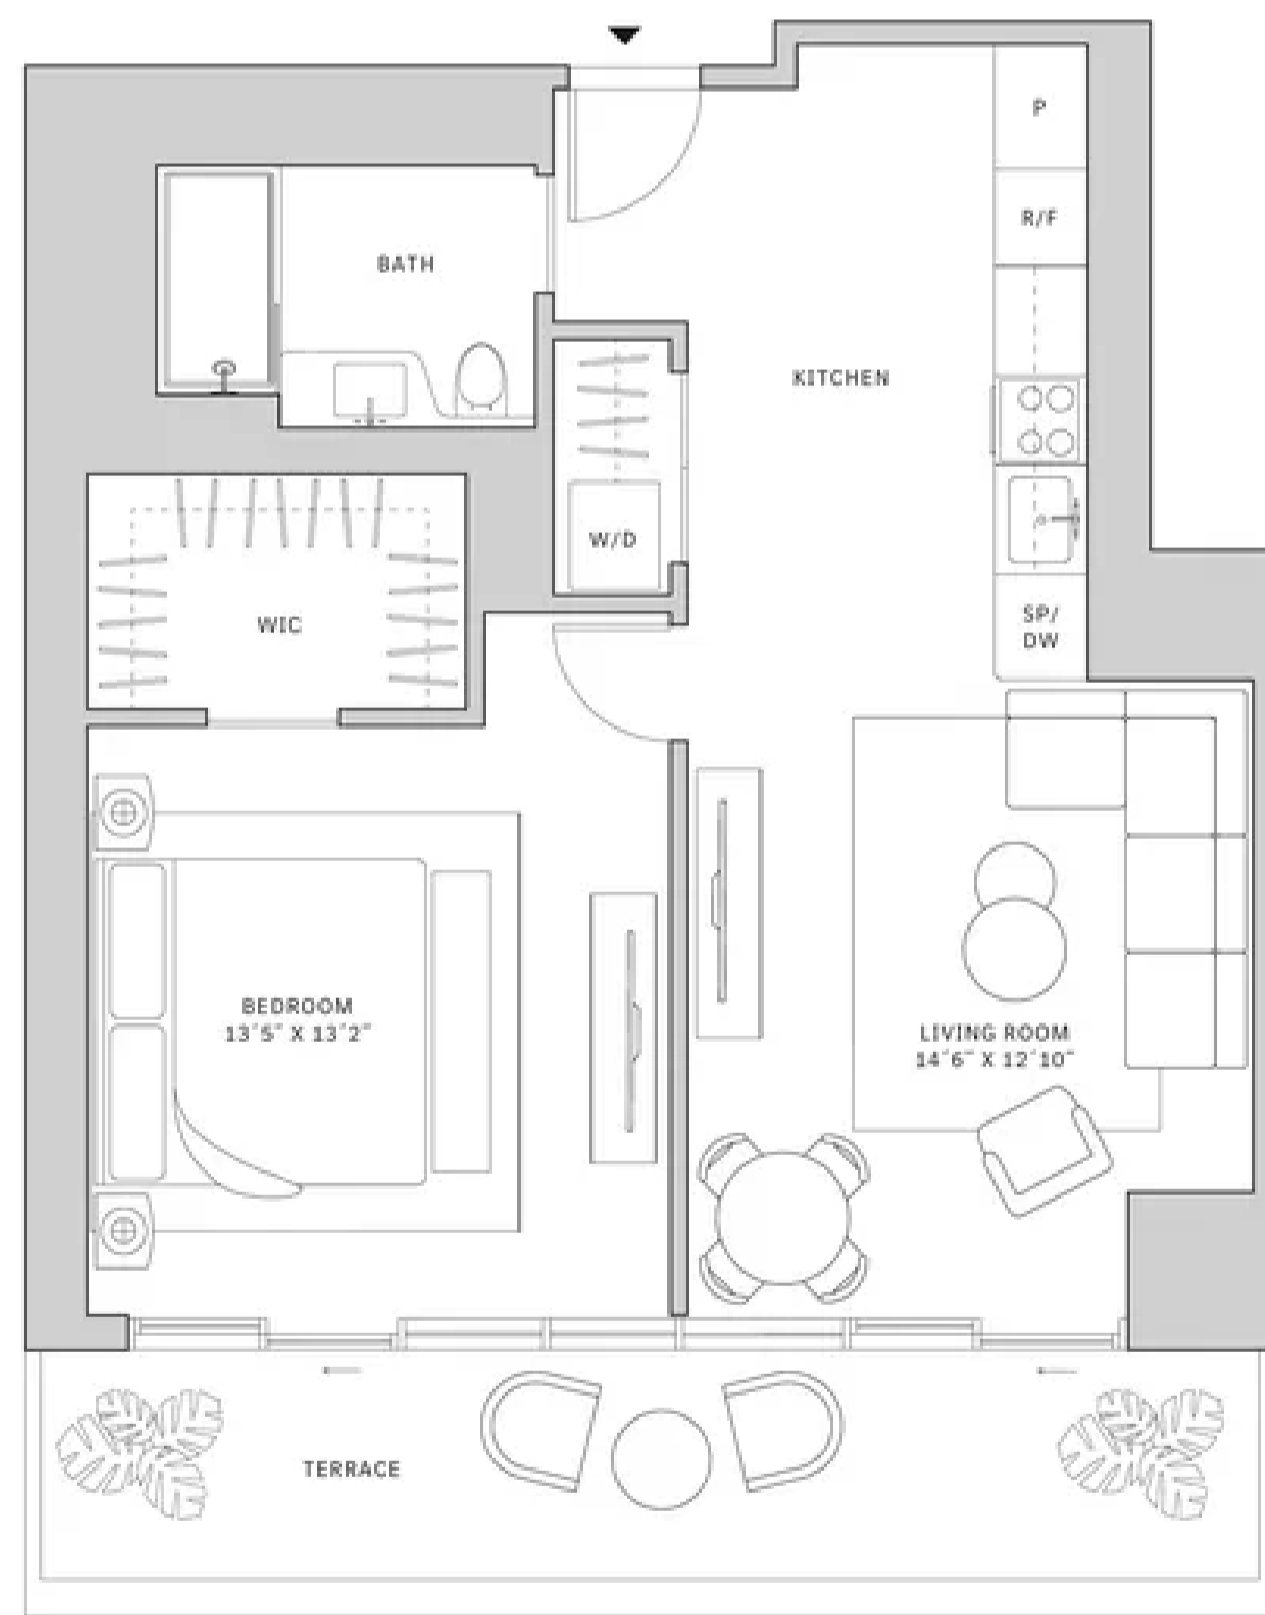 P
R/F
BATH
KITCHEN
W/D
WIC
SP/
DW
BEDROOM
13´5˝ X 13´2˝
LIVING ROOM
14´6˝ X 12´10˝
TERRACE